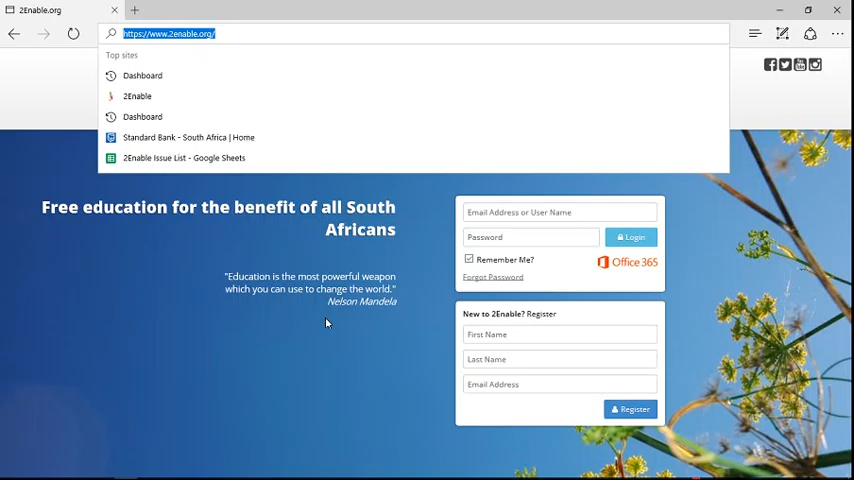 2Enable.org
https://www.2enable.org/
Top sites
Dashboard
2Enable
Dashboard
Standard Bank - South Africa | Home
2Enable Issue List - Google Sheets
Free education for the benefit of all South
Africans
"Education is the most powerful weapon
which you can use to change the world."
Nelson Mandela
Email Address or User Name
Password
Login
Remember Me?
Office 365
Forgot Password
New to 2Enable? Register
First Name
Last Name
Email Address
Register